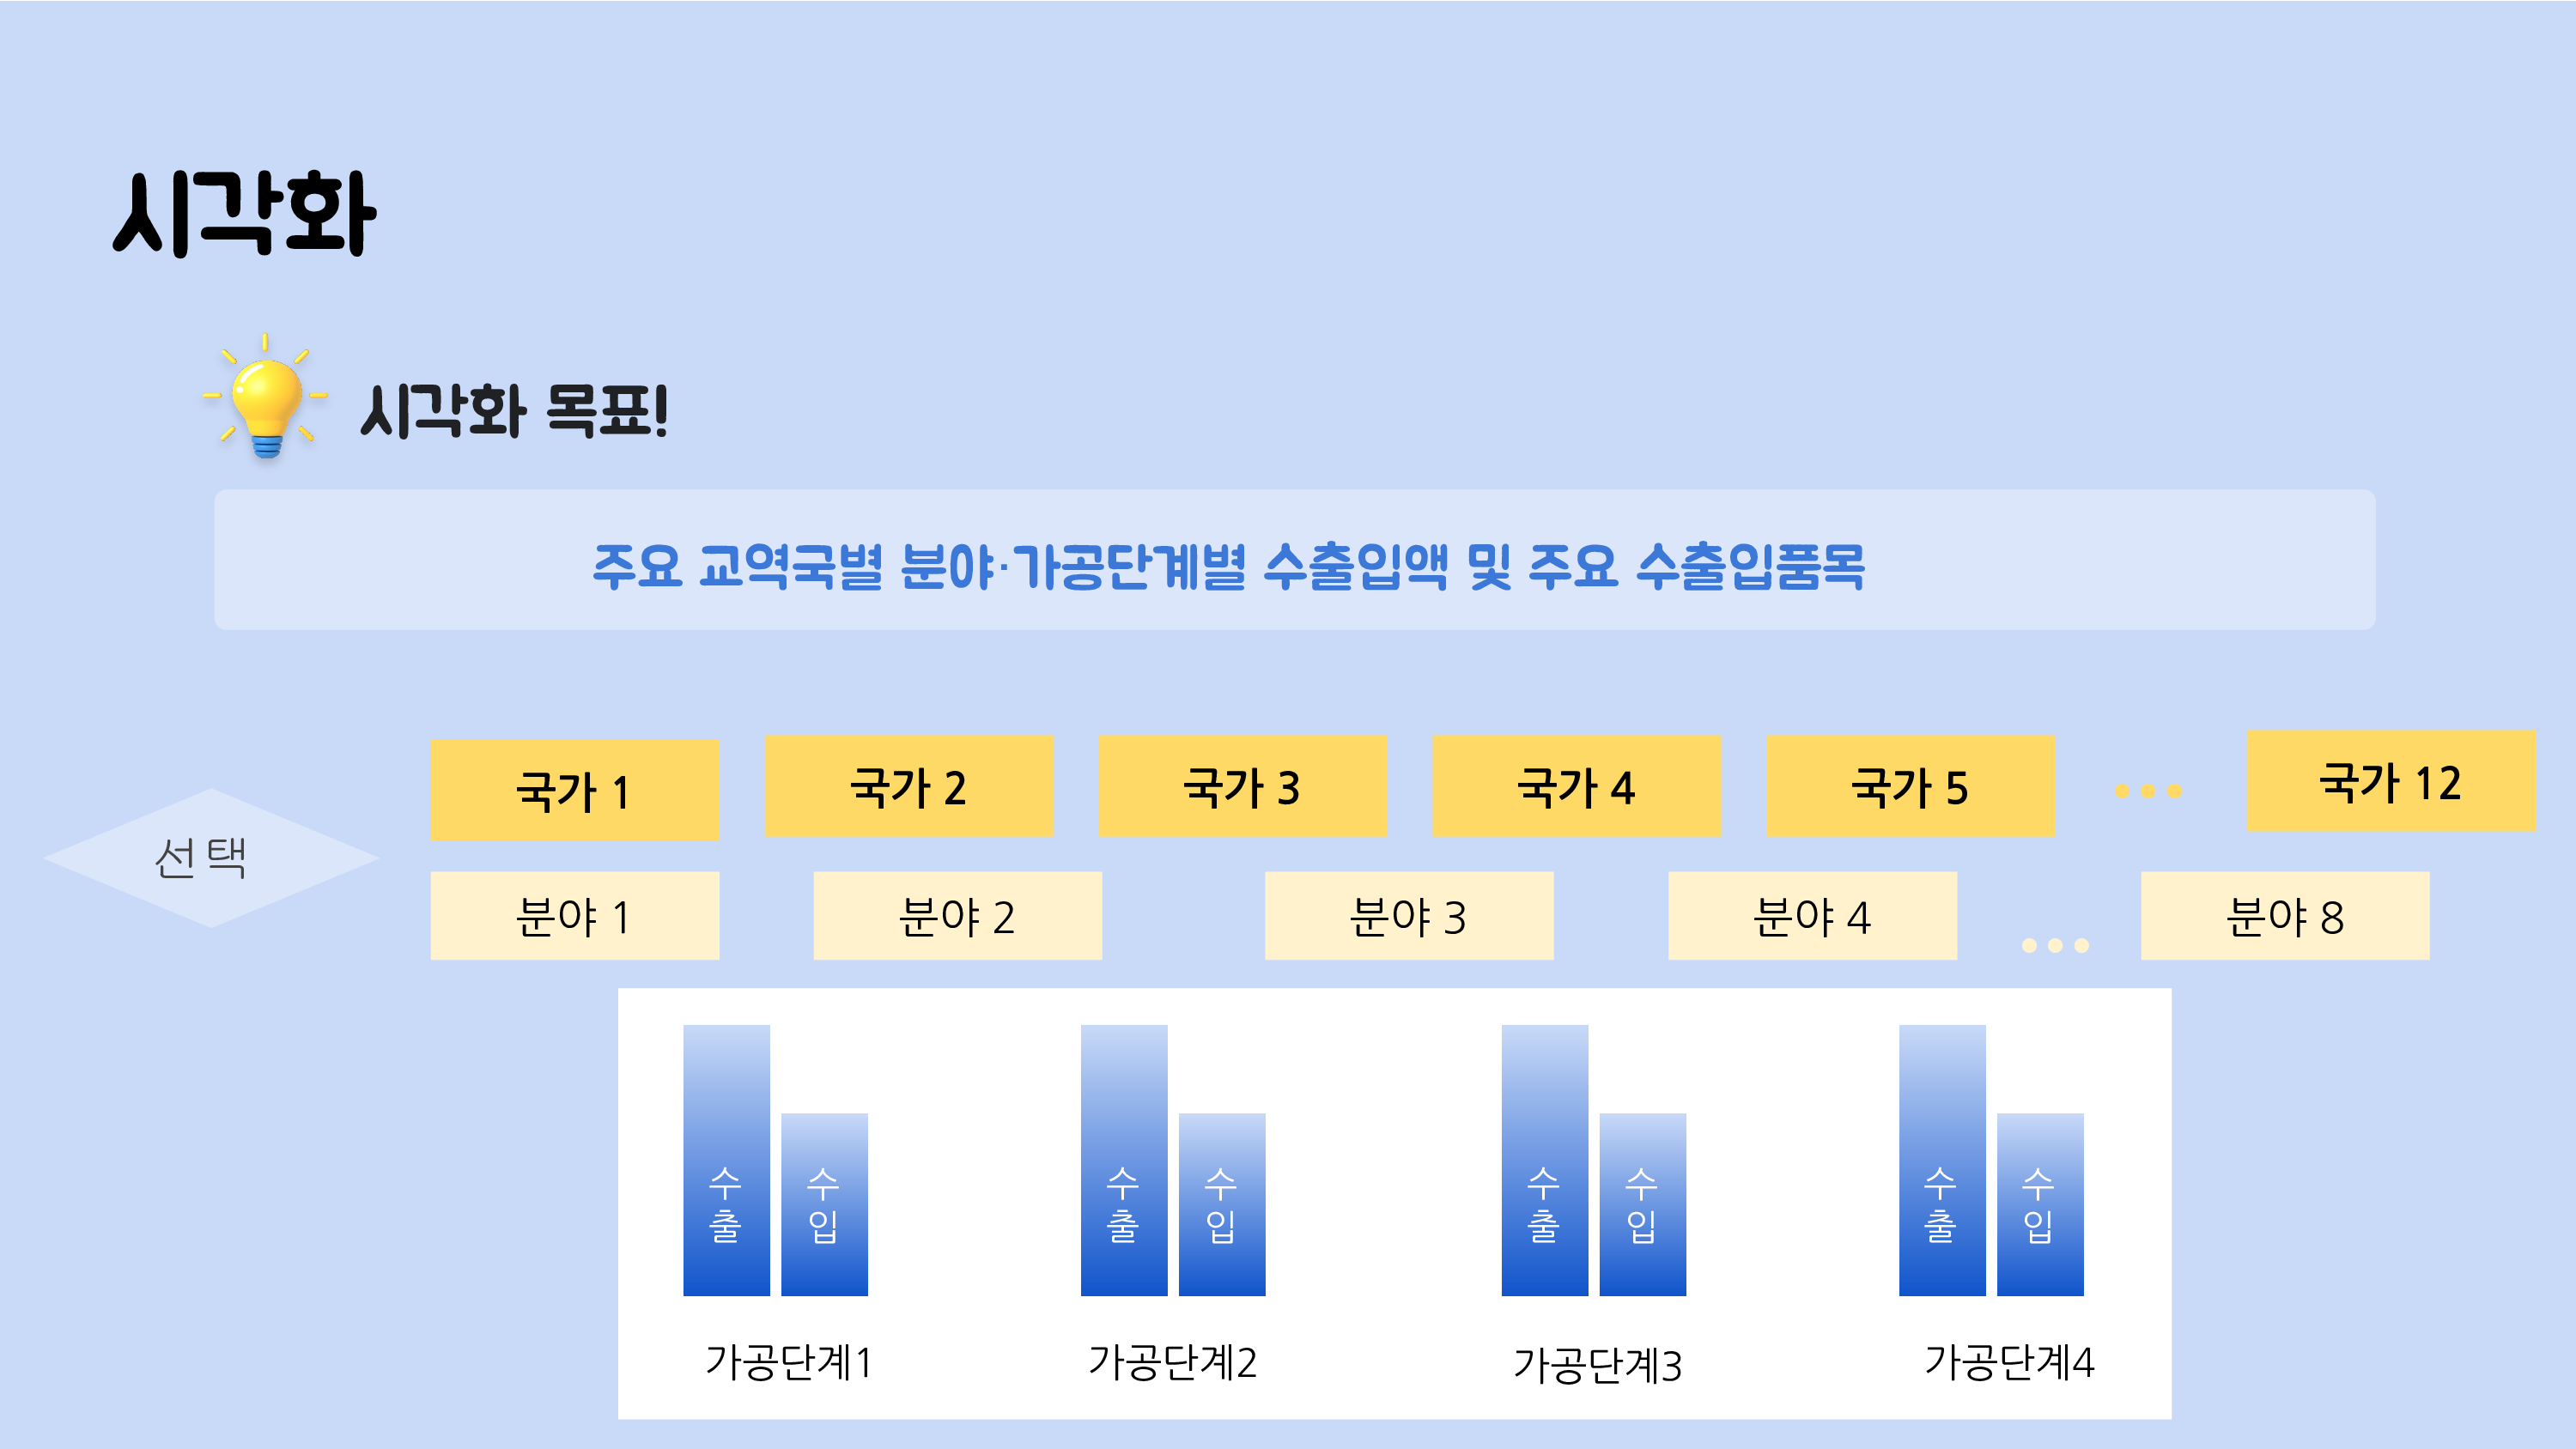 시각화
시각화 목표!
주요 교역국별 분야·가공단계별 수출입액 및 주요 수출입품목
국가 1
국가 2
국가 3
국가 4
국가 5
...
국가 12
선택
분야 1
분야 2
분야 3
분야 4
...
분야 8
수출
수입
수출
수입
수출
수입
수출
수입
가공단계1
가공단계2
가공단계3
가공단계4